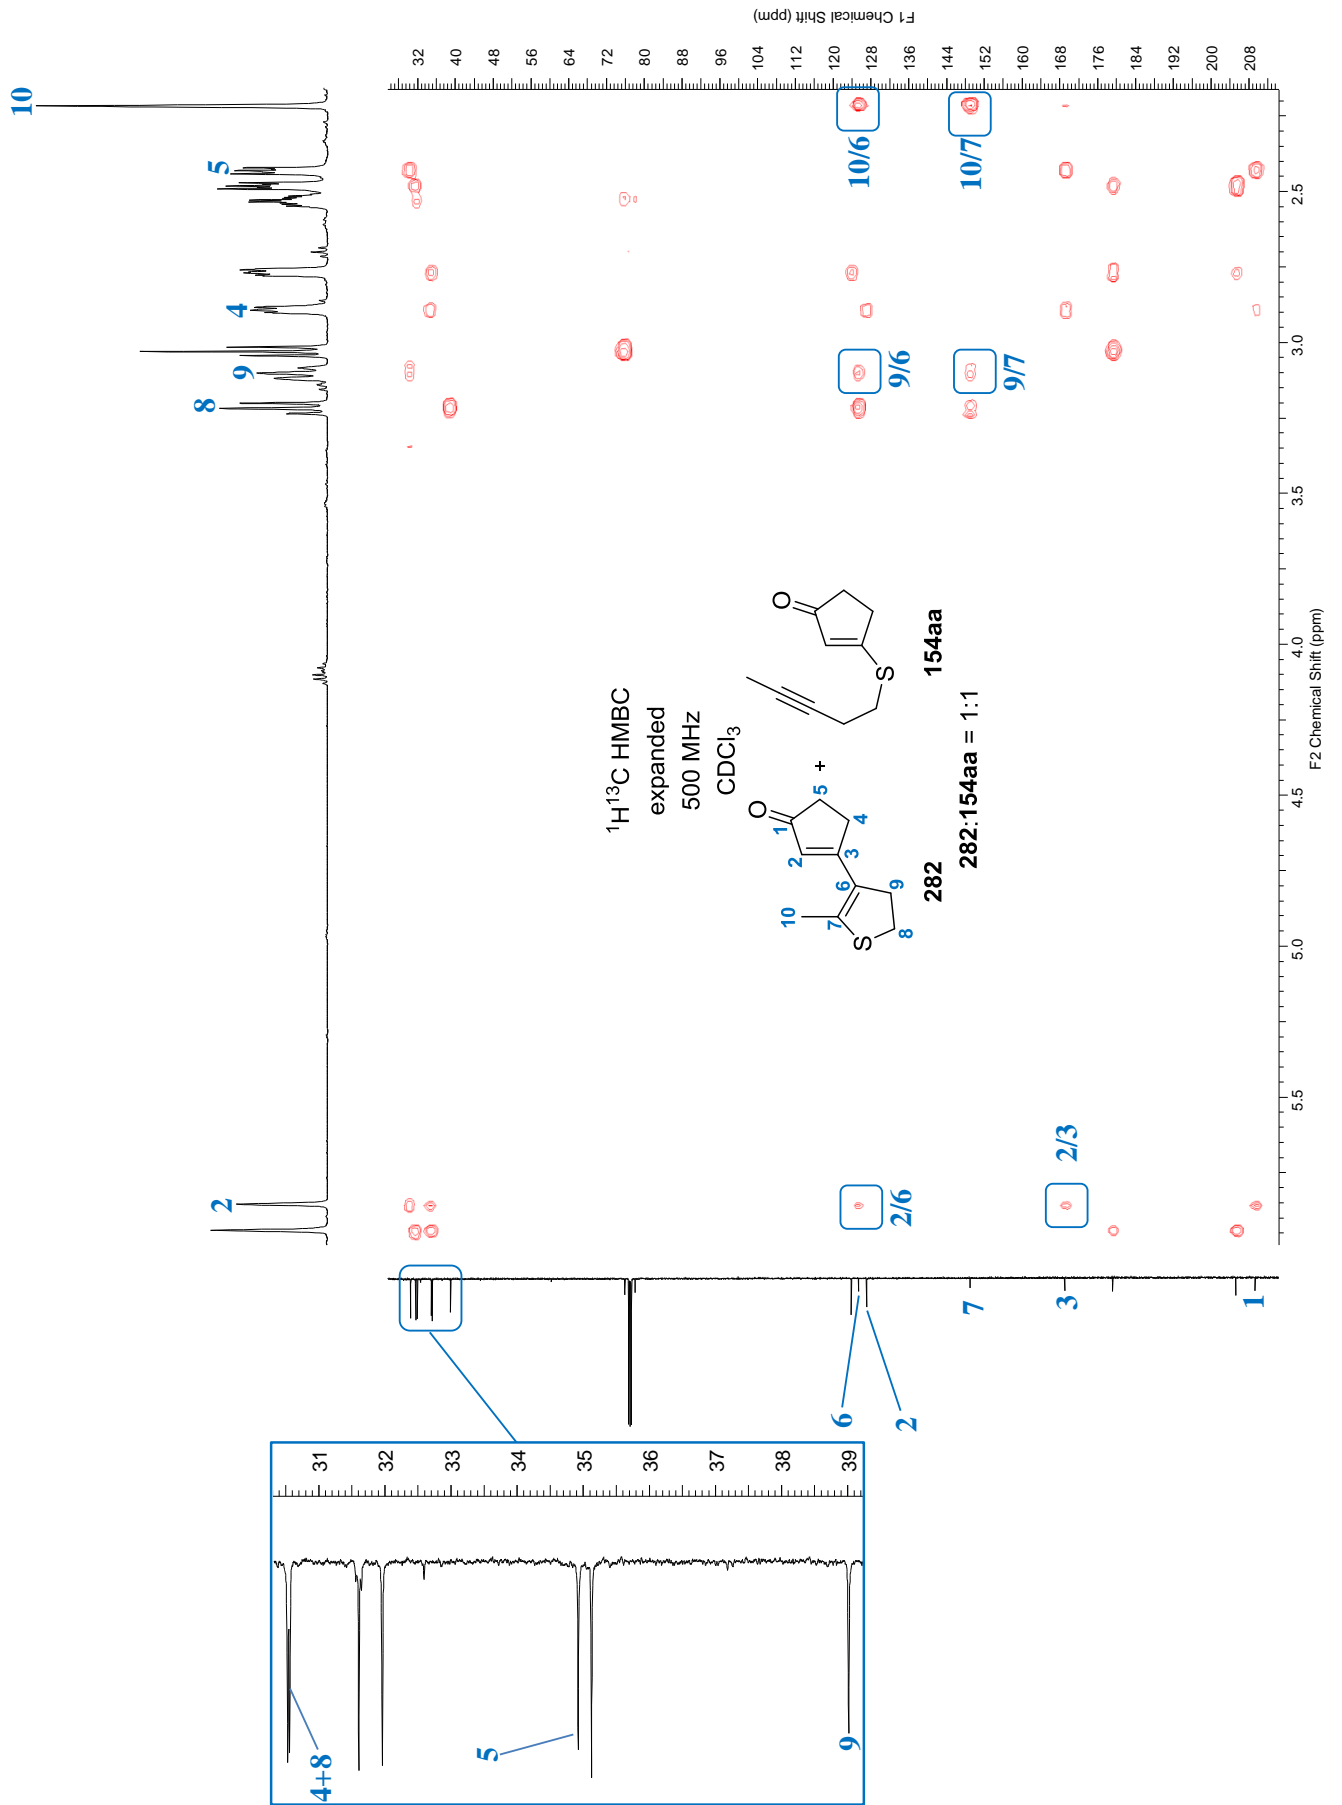 10
5
4
9
8
2
F1 Chemical Shift (ppm)
32 40 48 56 64 72 80 88 96 104 112 120 128 136 144 152 160 168 176 184 192 200 208
10/6
10/7
9/6
9/7
2/6
2/3
2.5
3.0
3.5
4.0
4.5
5.0
5.5
F2 Chemical Shift (ppm)
¹H¹³C HMBC
expanded
500 MHz
CDCl₃
O
1
2
3
4
5
6
7
8
9
10
S
282
+
O
S
154aa
282:154aa = 1:1
6
2
7
3
1
31 32 33 34 35 36 37 38 39
4+8
5
9